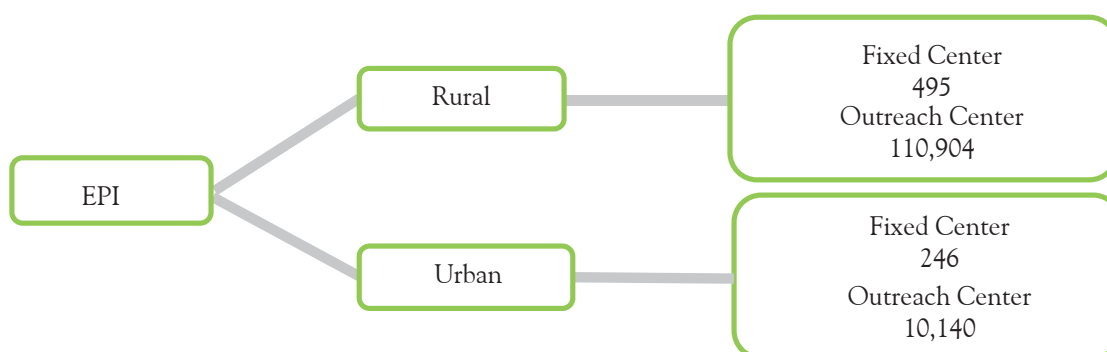 EPI
Rural
Fixed Center
495
Outreach Center
110,904
Urban
Fixed Center
246
Outreach Center
10,140